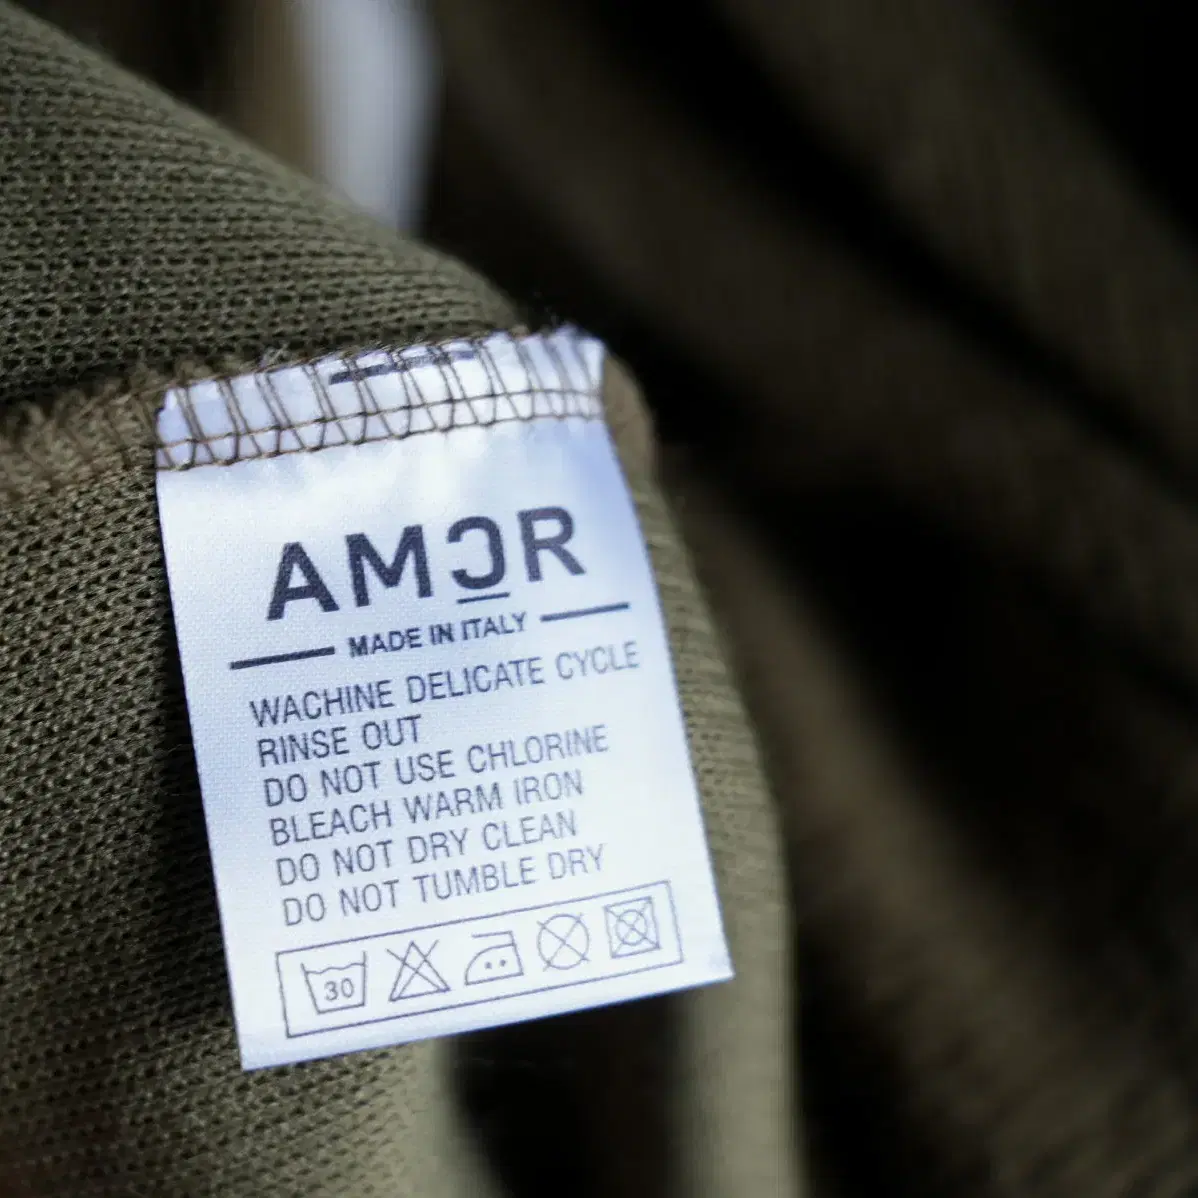 AMOR
MADE IN ITALY
WACHINE DELICATE CYCLE
RINSE OUT
DO NOT USE CHLORINE
BLEACH WARM IRON
DO NOT DRY CLEAN
DO NOT TUMBLE DRY
30